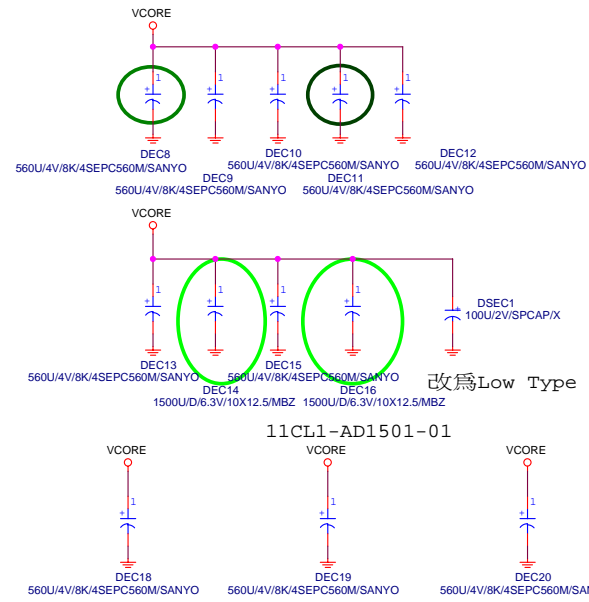 VCORE
1
1
1
1
1
DEC8
560U/4V/8K/4SEPC560M/SANYO
DEC9
560U/4V/8K/4SEPC560M/SANYO
DEC10
560U/4V/8K/4SEPC560M/SANYO
DEC11
560U/4V/8K/4SEPC560M/SANYO
DEC12
560U/4V/8K/4SEPC560M/SANYO
VCORE
1
1
1
1
DEC13
560U/4V/8K/4SEPC560M/SANYO
DEC14
1500U/D/6.3V/10X12.5/MBZ
DEC15
560U/4V/8K/4SEPC560M/SANYO
DEC16
1500U/D/6.3V/10X12.5/MBZ
DSEC1
100U/2V/SPCAP/X
改爲Low Type
11CL1-AD1501-01
VCORE
1
DEC18
560U/4V/8K/4SEPC560M/SANYO
VCORE
1
DEC19
560U/4V/8K/4SEPC560M/SANYO
VCORE
1
DEC20
560U/4V/8K/4SEPC560M/SAN